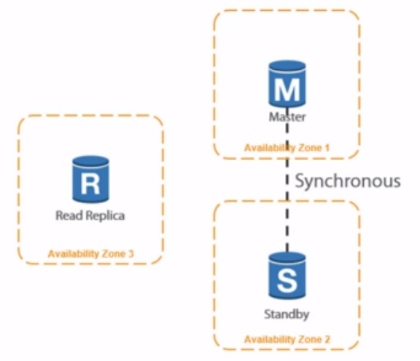 M
Master
Availability Zone 1
Synchronous
R
Read Replica
Availability Zone 3
S
Standby
Availability Zone 2